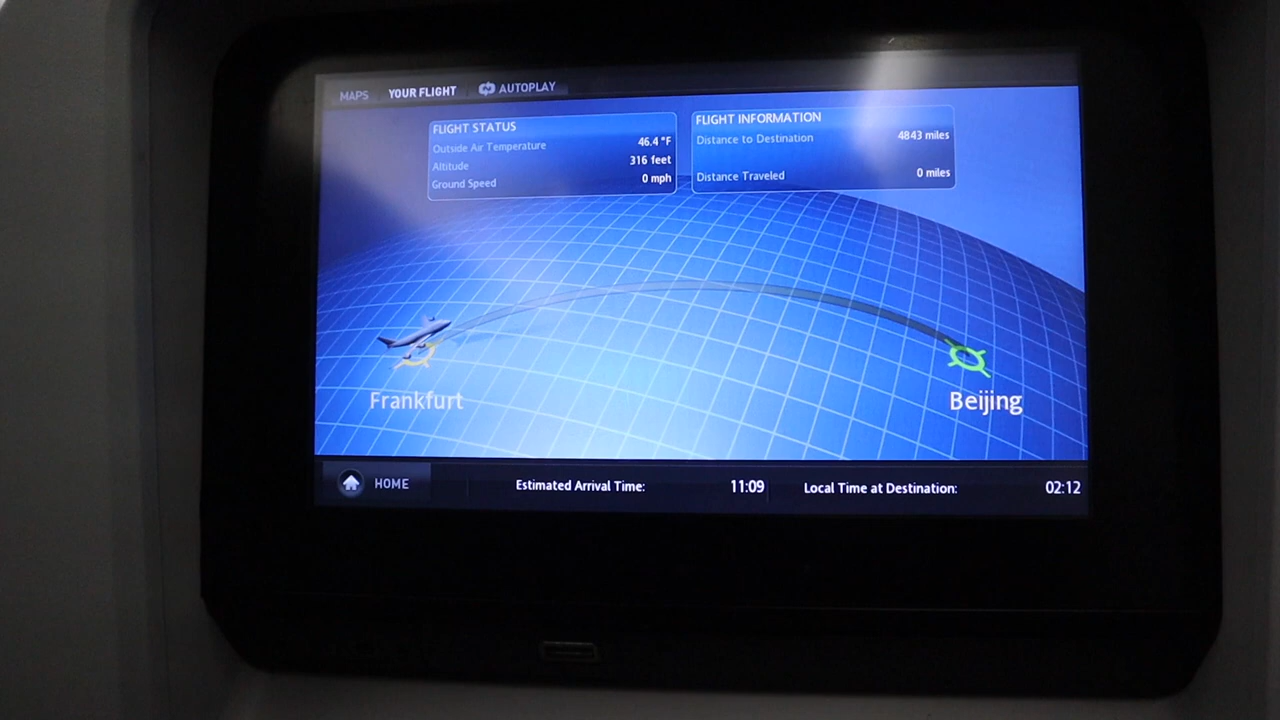 MAPS YOUR FLIGHT AUTOPLAY
FLIGHT STATUS
Outside Air Temperature 46.4 °F
Altitude 316 feet
Ground Speed 0 mph
FLIGHT INFORMATION
Distance to Destination 4843 miles
Distance Traveled 0 miles
Frankfurt
Beijing
HOME
Estimated Arrival Time: 11:09
Local Time at Destination: 02:12